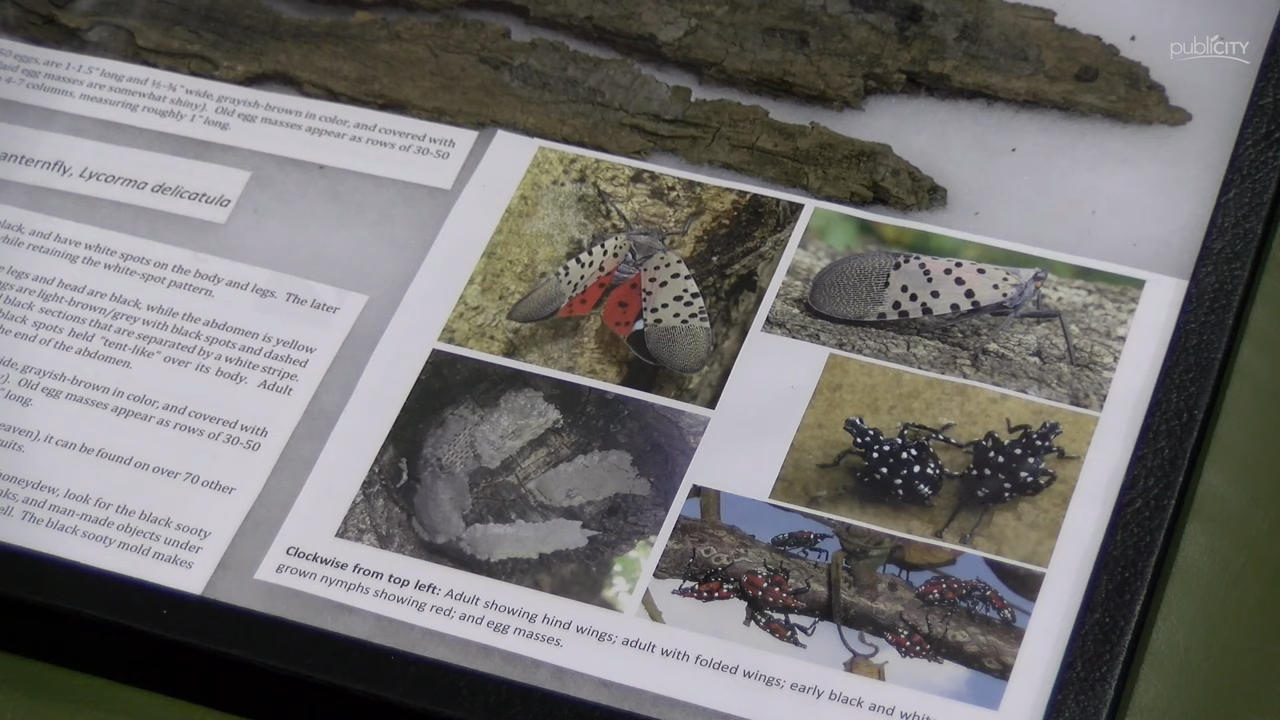 publiCITY
50 eggs, are 1-1.5" long and ½-¾" wide, grayish-brown in color, and covered with
laid egg masses are somewhat shiny). Old egg masses appear as rows of 30-50
4-7 columns, measuring roughly 1" long.
anternfly, Lycorma delicatula
black, and have white spots on the body and legs. The later
while retaining the white-spot pattern.
legs and head are black, while the abdomen is yellow
gs are light-brown/grey with black spots and dashed
black sections that are separated by a white stripe.
black spots held "tent-like" over its body. Adult
he end of the abdomen.
ide, grayish-brown in color, and covered with
). Old egg masses appear as rows of 30-50
" long.
eaven), it can be found on over 70 other
ruits.
honeydew, look for the black sooty
aks, and man-made objects under
ell. The black sooty mold makes
Clockwise from top left: Adult showing hind wings; adult with folded wings; early black and white
grown nymphs showing red; and egg masses.